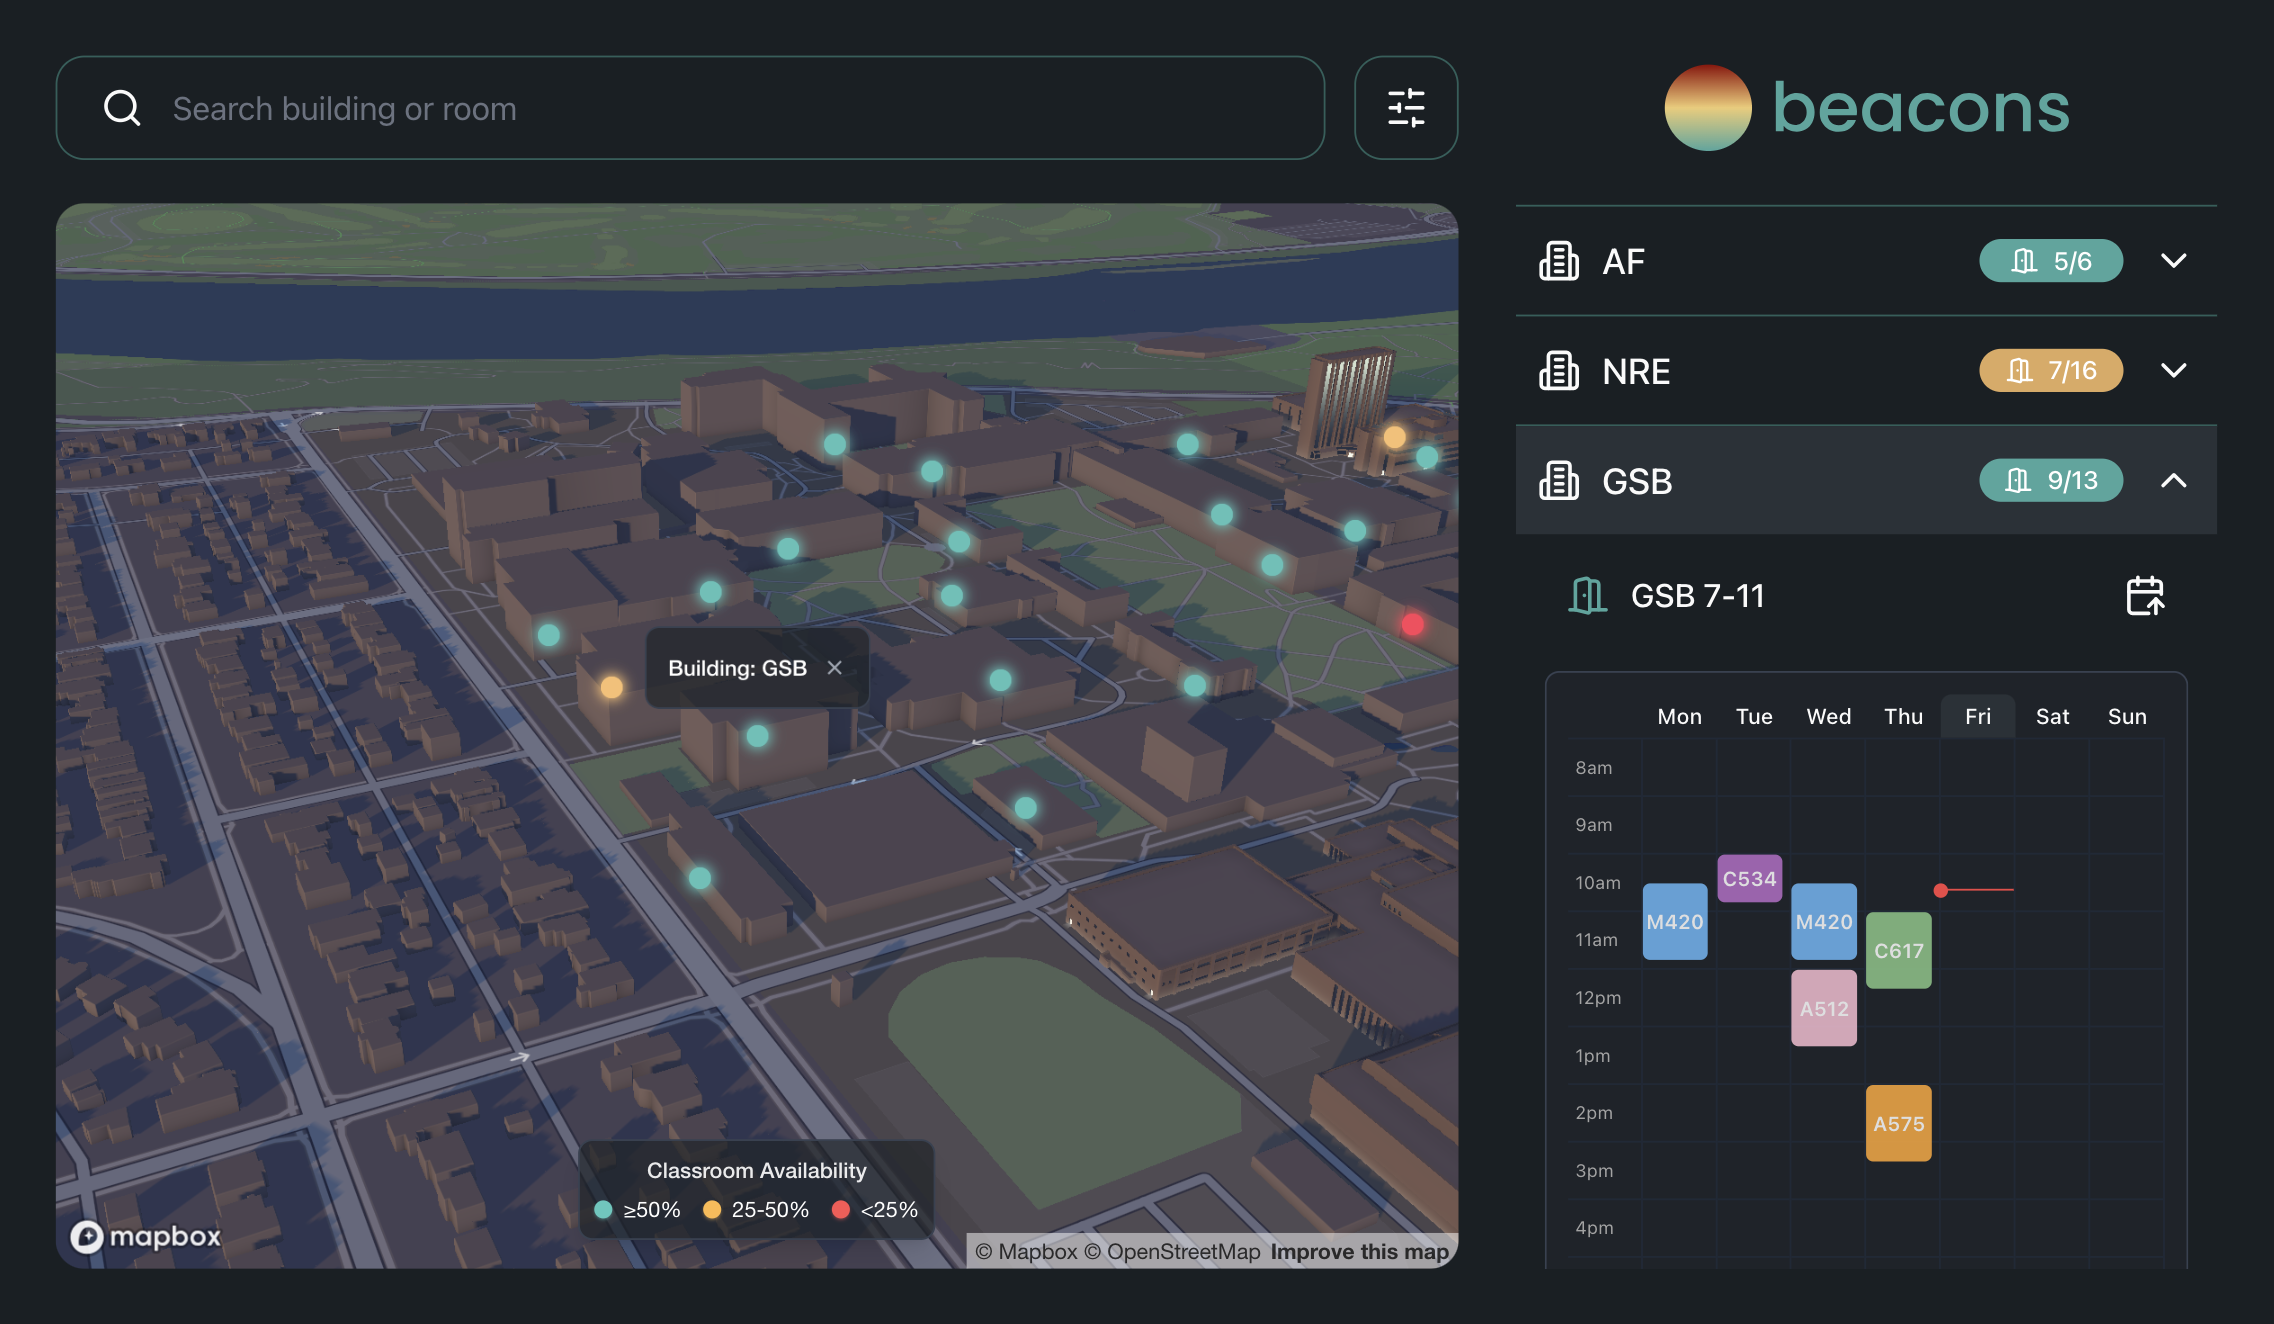 Search building or room
beacons
AF
5/6
NRE
7/16
GSB
9/13
GSB 7-11
Mon Tue Wed Thu Fri Sat Sun
8am
9am
10am
11am
12pm
1pm
2pm
3pm
4pm
C534
M420
M420
C617
A512
A575
Building: GSB
Classroom Availability
≥50% 25-50% <25%
mapbox
© Mapbox © OpenStreetMap Improve this map